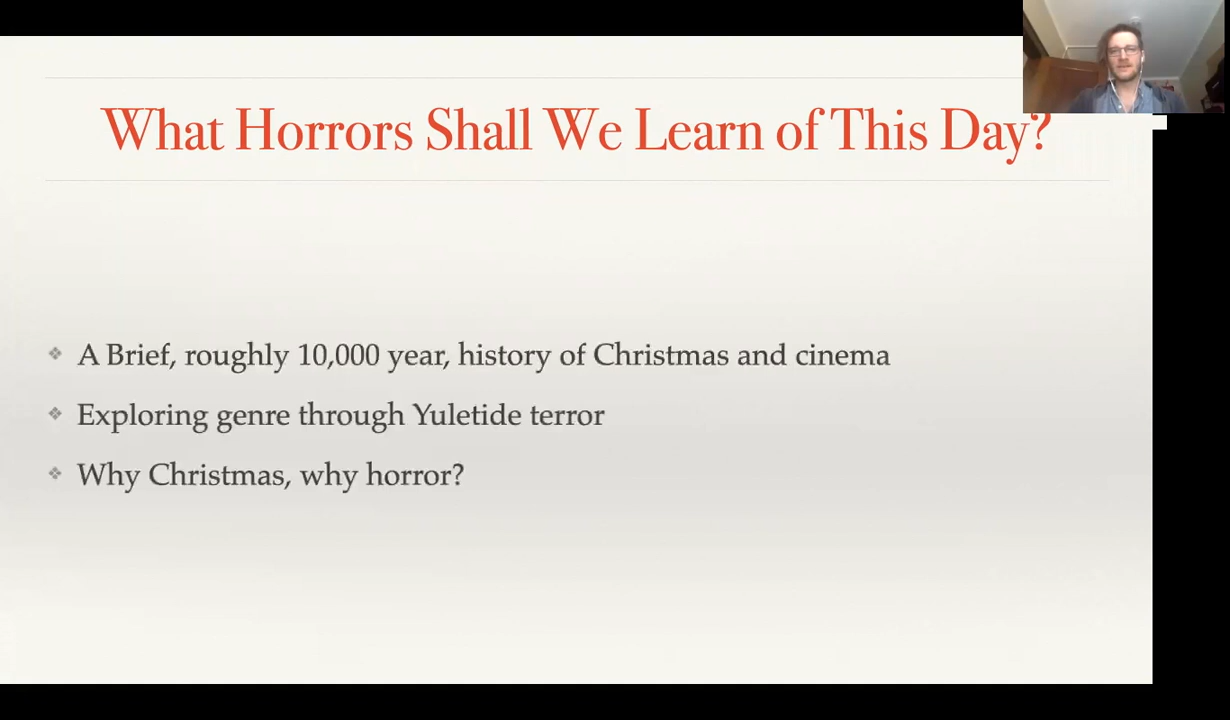 What Horrors Shall We Learn of This Day?
A Brief, roughly 10,000 year, history of Christmas and cinema
Exploring genre through Yuletide terror
Why Christmas, why horror?